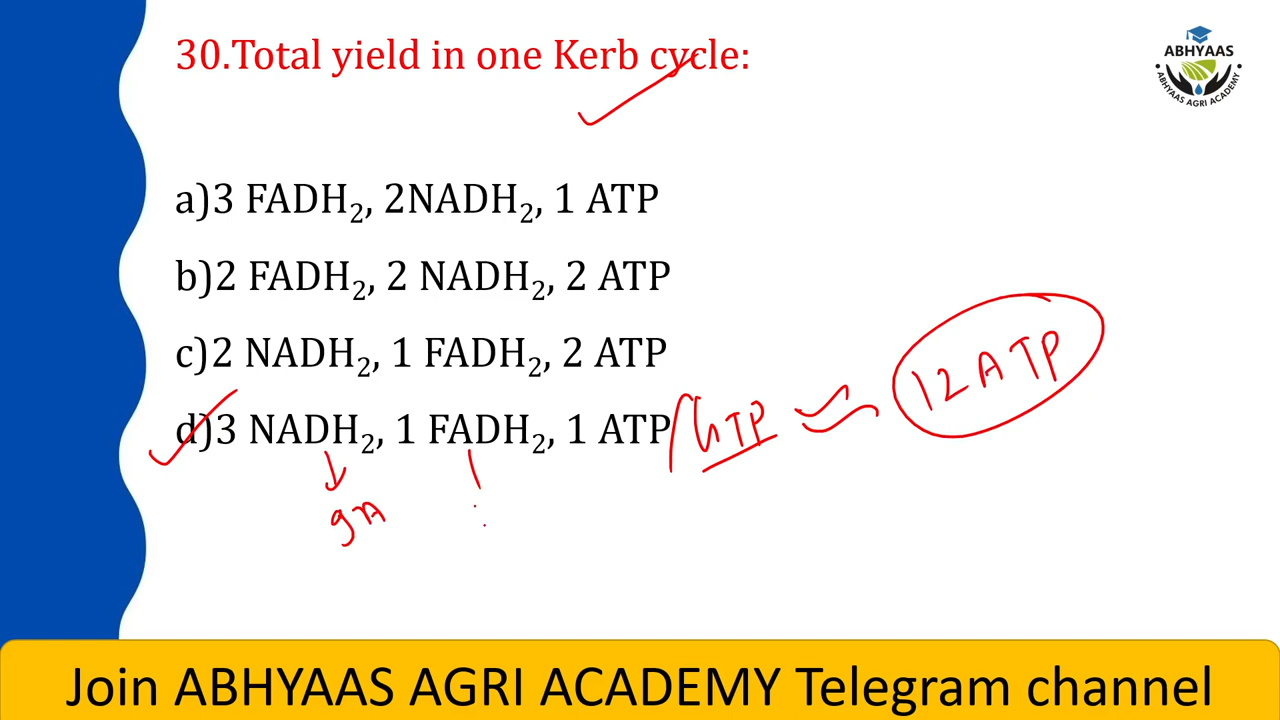 30.Total yield in one Kerb cycle:
ABHYAAS
ABHYAAS AGRI ACADEMY
a)3 FADH₂, 2NADH₂, 1 ATP
b)2 FADH₂, 2 NADH₂, 2 ATP
c)2 NADH₂, 1 FADH₂, 2 ATP
d)3 NADH₂, 1 FADH₂, 1 ATP/GTP ≈ 12 ATP
Join ABHYAAS AGRI ACADEMY Telegram channel